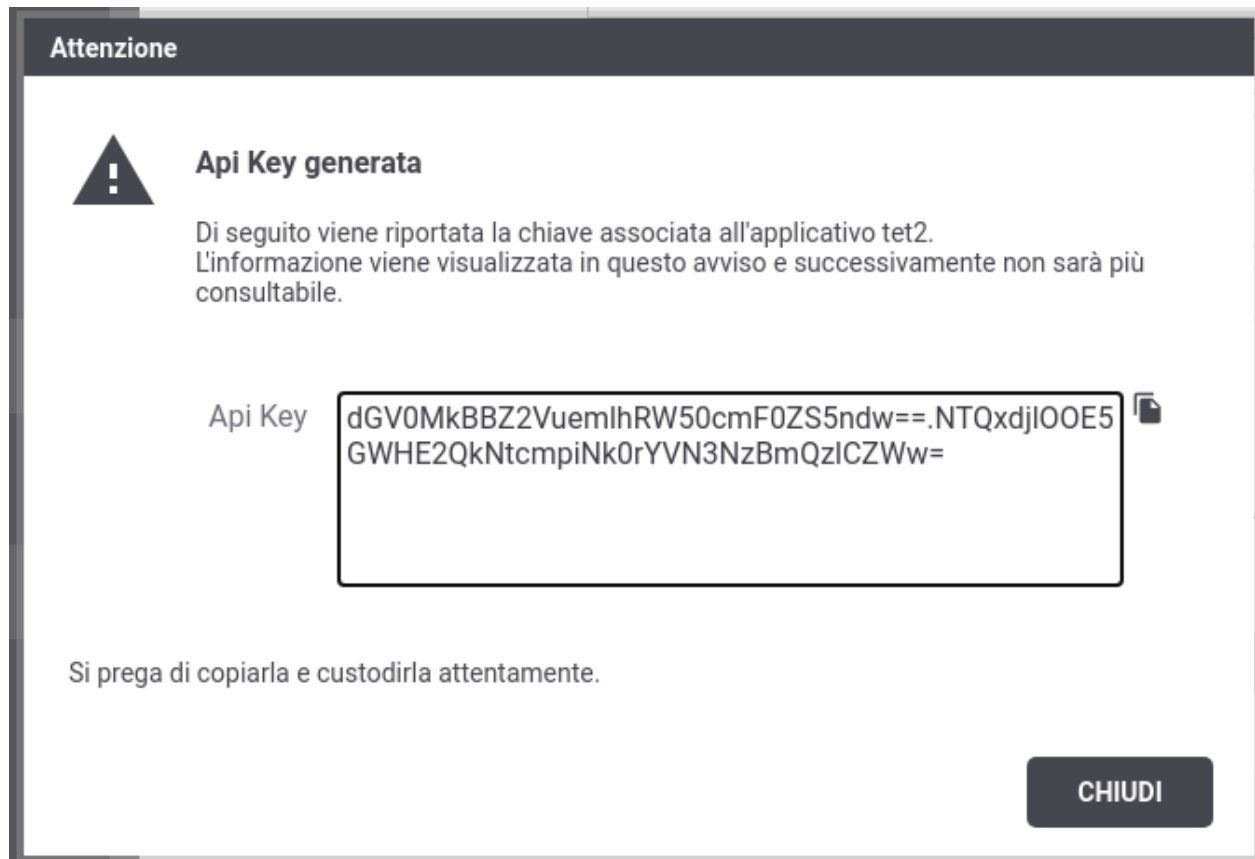 Attenzione
Api Key generata
Di seguito viene riportata la chiave associata all'applicativo tet2.
L'informazione viene visualizzata in questo avviso e successivamente non sarà più
consultabile.
Api Key
dGV0MkBBZ2VuemlhRW50cmF0ZS5ndw==.NTQxdjlOOE5
GWHE2QkNtcmpiNk0rYVN3NzBmQzlCZWw=
Si prega di copiarla e custodirla attentamente.
CHIUDI